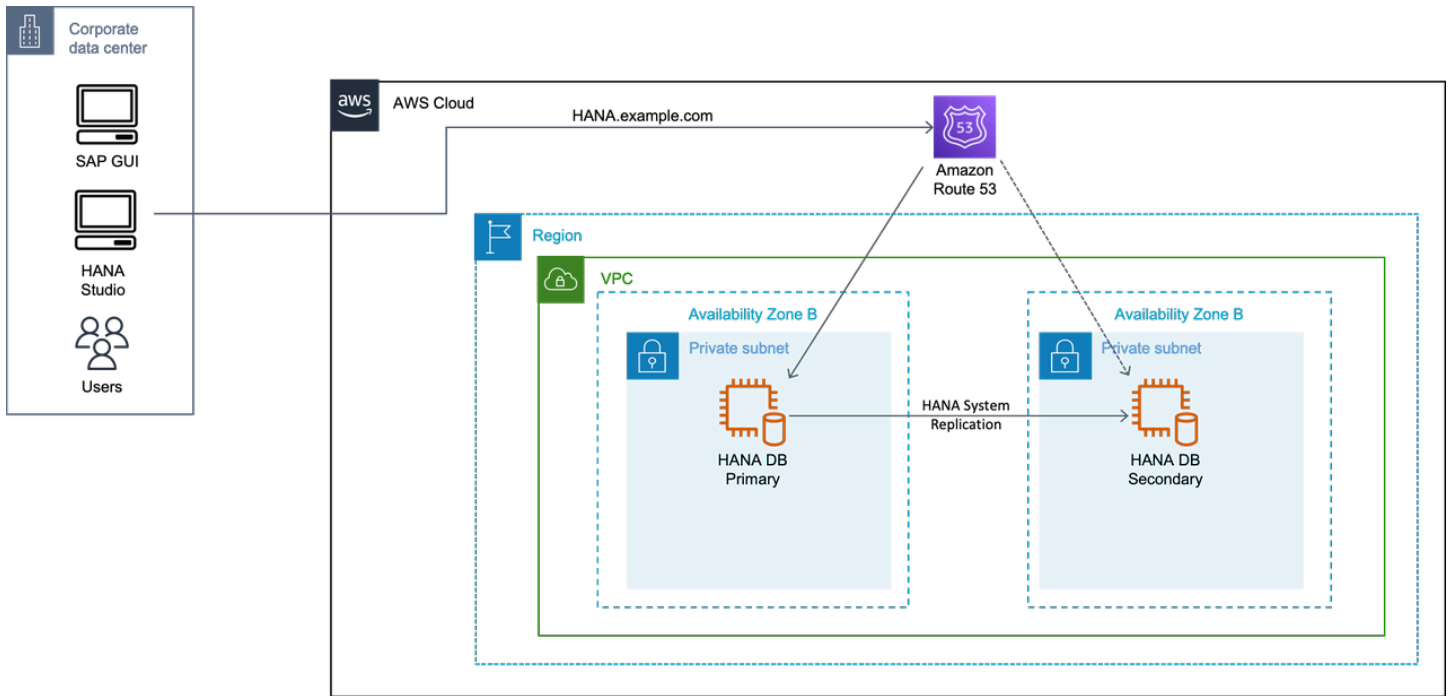 Corporate
data center
SAP GUI
HANA
Studio
Users
aws
AWS Cloud
HANA.example.com
53
Amazon
Route 53
Region
VPC
Availability Zone B
Private subnet
HANA DB
Primary
HANA System
Replication
Availability Zone B
Private subnet
HANA DB
Secondary